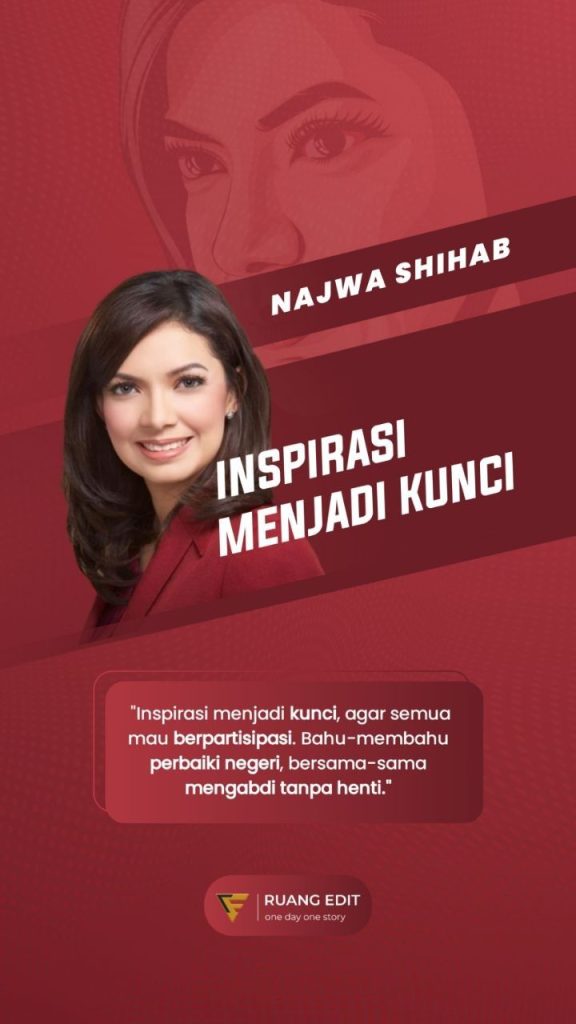 NAJWA SHIHAB
INSPIRASI
MENJADI KUNCI
"Inspirasi menjadi kunci, agar semua
mau berpartisipasi. Bahu-membahu
perbaiki negeri, bersama-sama
mengabdi tanpa henti."
RUANG EDIT
one day one story